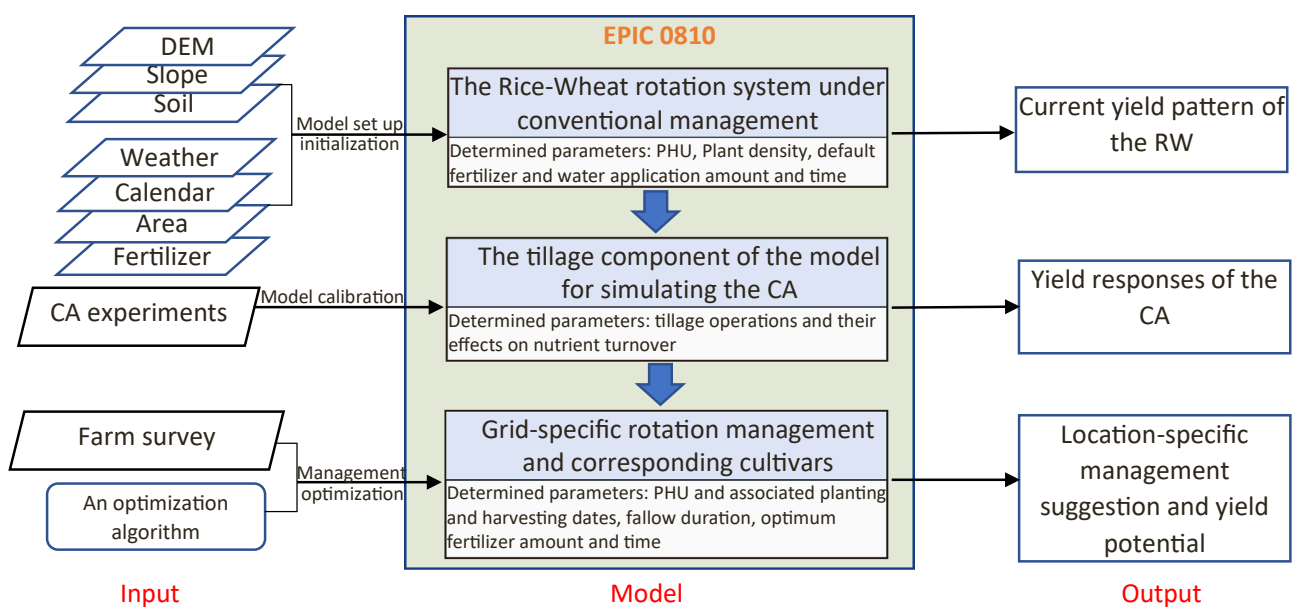 DEM
Slope
Soil
Weather
Calendar
Area
Fertilizer
Model set up
initialization
CA experiments
Model calibration
Farm survey
An optimization
algorithm
Management
optimization
Input
EPIC 0810
The Rice-Wheat rotation system under
conventional management
Determined parameters: PHU, Plant density, default
fertilizer and water application amount and time
The tillage component of the model
for simulating the CA
Determined parameters: tillage operations and their
effects on nutrient turnover
Grid-specific rotation management
and corresponding cultivars
Determined parameters: PHU and associated planting
and harvesting dates, fallow duration, optimum
fertilizer amount and time
Model
Current yield pattern of
the RW
Yield responses of the
CA
Location-specific
management
suggestion and yield
potential
Output